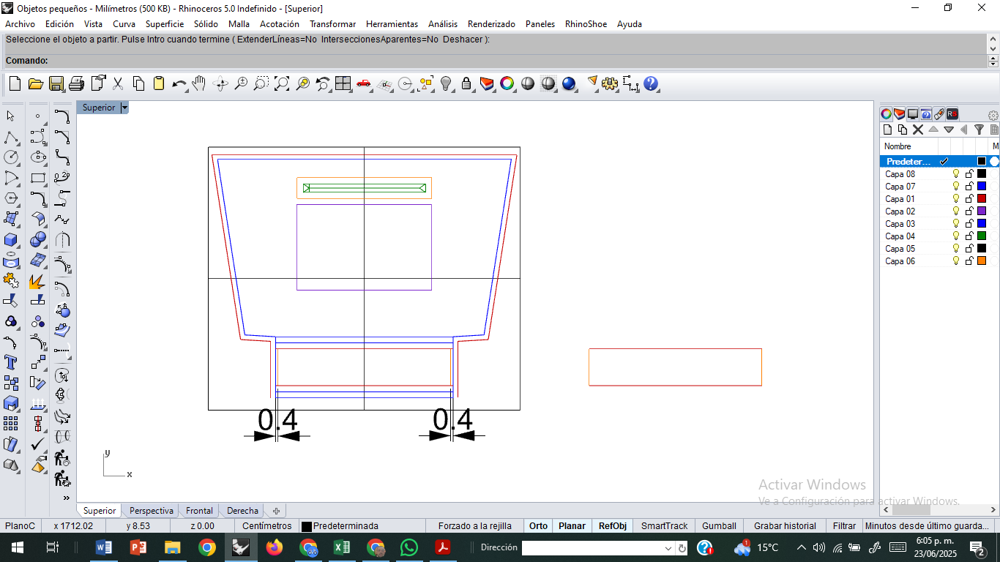 Objetos pequeños - Milímetros (500 KB) - Rhinoceros 5.0 Indefinido - [Superior]
Archivo Edición Vista Curva Superficie Sólido Malla Acotación Transformar Herramientas Análisis Renderizado Paneles RhinoShoe Ayuda
Seleccione el objeto a partir. Pulse Intro cuando termine ( ExtenderLíneas=No InterseccionesAparentes=No Deshacer ):
Comando:
Superior
Nombre M
Predeter...
Capa 08
Capa 07
Capa 01
Capa 02
Capa 03
Capa 04
Capa 05
Capa 06
0.4 0.4
y
x
Activar Windows
Ve a Configuración para activar Windows.
Superior Perspectiva Frontal Derecha
PlanoC x 1712.02 y 8.53 z 0.00 Centímetros Predeterminada Forzado a la rejilla Orto Planar RefObj SmartTrack Gumball Grabar historial Filtrar Minutos desde último guarda...
Dirección 15°C 6:05 p. m.
23/06/2025 2